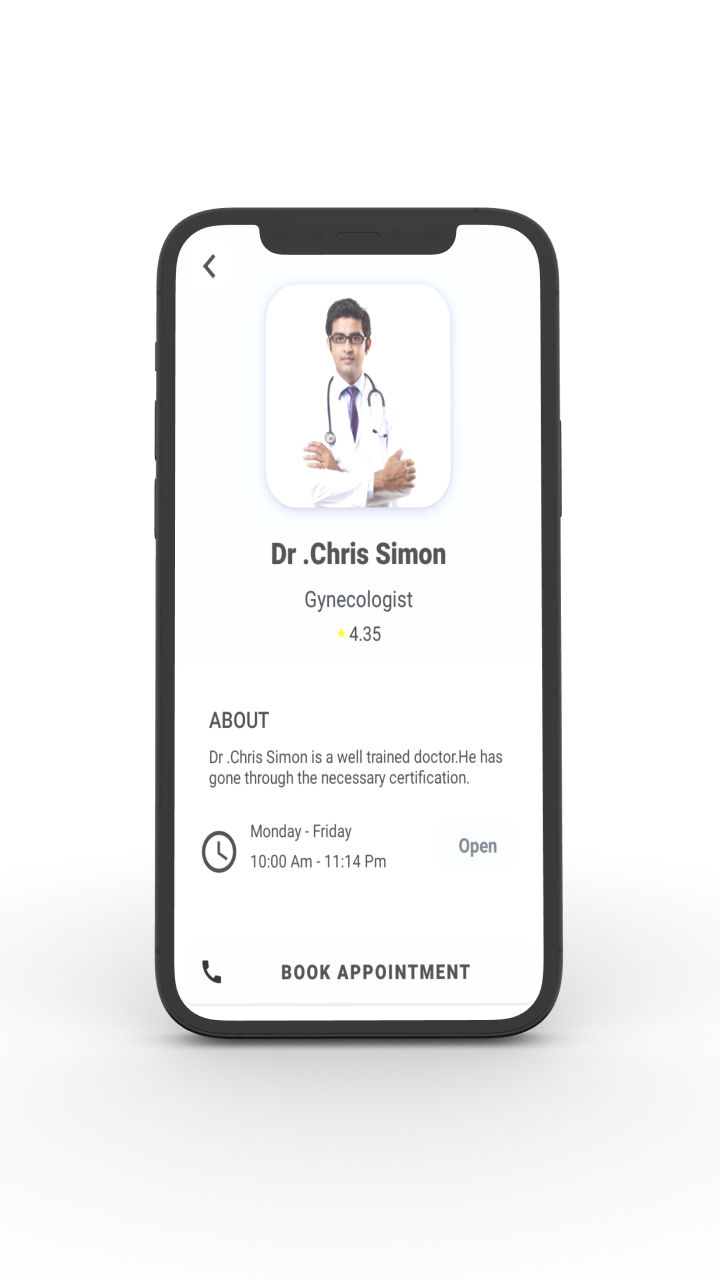 Dr .Chris Simon
Gynecologist
4.35
ABOUT
Dr .Chris Simon is a well trained doctor.He has
gone through the necessary certification.
Monday - Friday
10:00 Am - 11:14 Pm
Open
BOOK APPOINTMENT